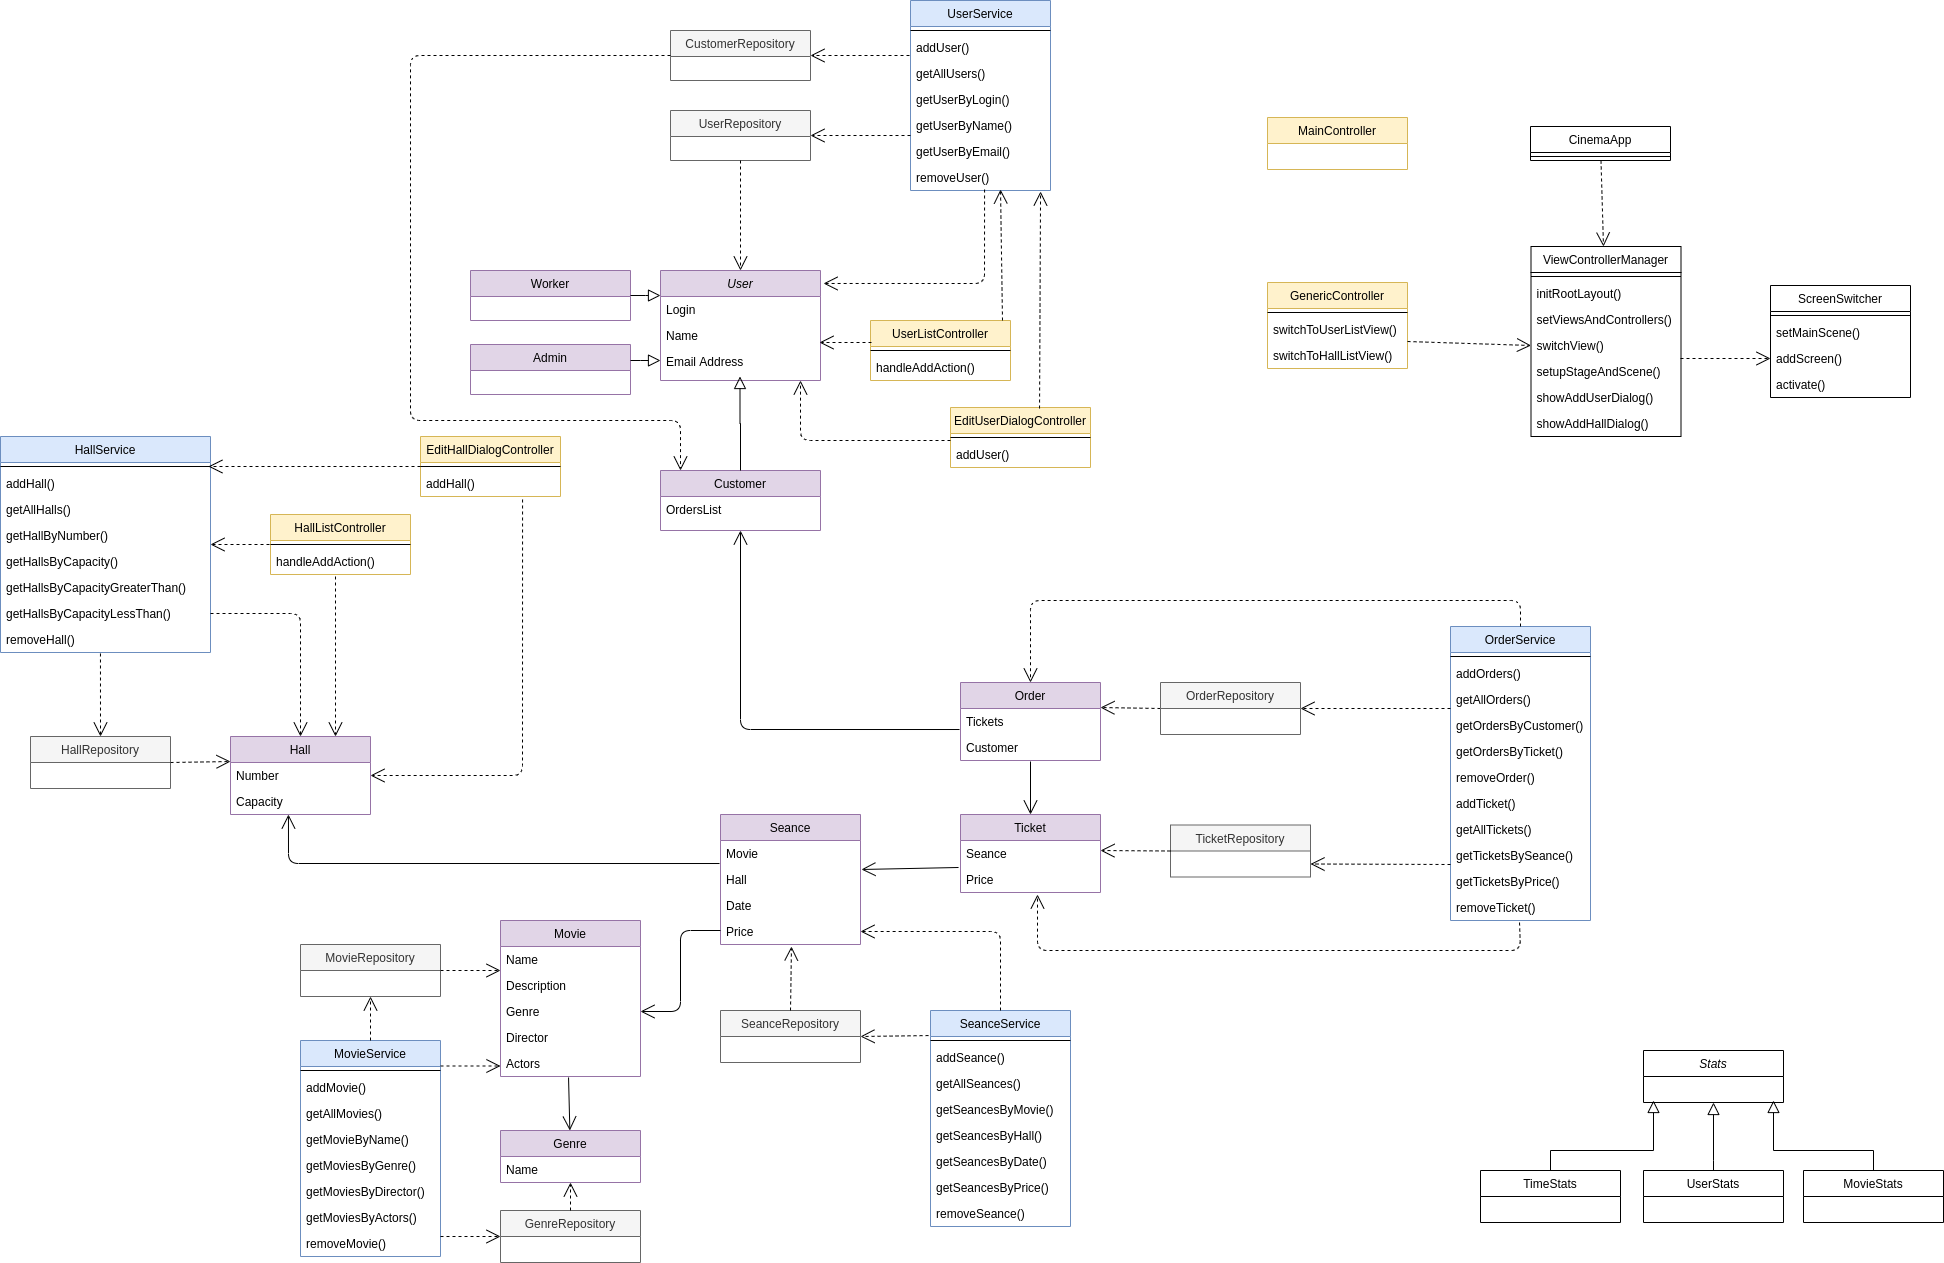 UserService
addUser()
getAllUsers()
getUserByLogin()
getUserByName()
getUserByEmail()
removeUser()
CustomerRepository
UserRepository
MainController
CinemaApp
Worker
Admin
User
Login
Name
Email Address
UserListController
handleAddAction()
EditUserDialogController
addUser()
GenericController
switchToUserListView()
switchToHallListView()
ViewControllerManager
initRootLayout()
setViewsAndControllers()
switchView()
setupStageAndScene()
showAddUserDialog()
showAddHallDialog()
ScreenSwitcher
setMainScene()
addScreen()
activate()
HallService
addHall()
getAllHalls()
getHallByNumber()
getHallsByCapacity()
getHallsByCapacityGreaterThan()
getHallsByCapacityLessThan()
removeHall()
EditHallDialogController
addHall()
HallListController
handleAddAction()
Customer
OrdersList
HallRepository
Hall
Number
Capacity
Order
Tickets
Customer
OrderRepository
OrderService
addOrders()
getAllOrders()
getOrdersByCustomer()
getOrdersByTicket()
removeOrder()
addTicket()
getAllTickets()
getTicketsBySeance()
getTicketsByPrice()
removeTicket()
Seance
Movie
Hall
Date
Price
Ticket
Seance
Price
TicketRepository
MovieRepository
Movie
Name
Description
Genre
Director
Actors
MovieService
addMovie()
getAllMovies()
getMovieByName()
getMoviesByGenre()
getMoviesByDirector()
getMoviesByActors()
removeMovie()
Genre
Name
GenreRepository
SeanceRepository
SeanceService
addSeance()
getAllSeances()
getSeancesByMovie()
getSeancesByHall()
getSeancesByDate()
getSeancesByPrice()
removeSeance()
Stats
TimeStats
UserStats
MovieStats